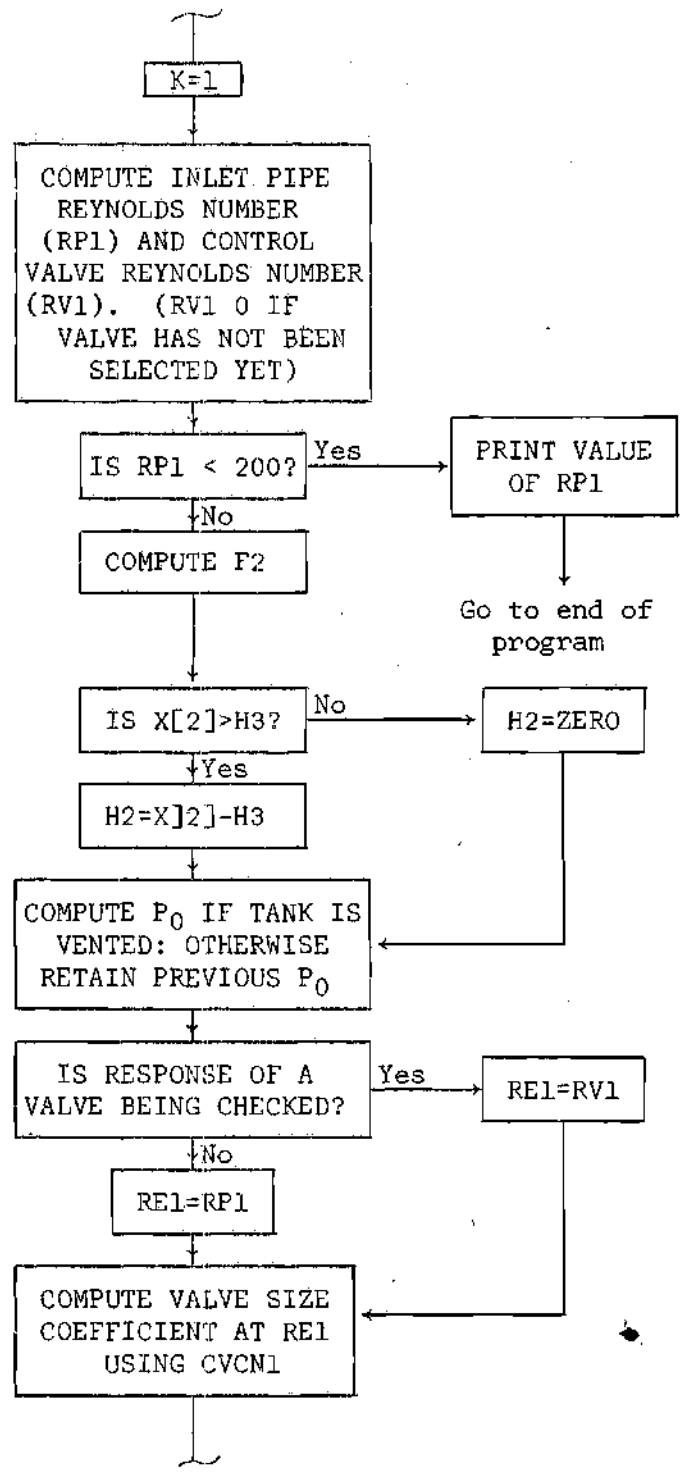 K=1
COMPUTE INLET PIPE
REYNOLDS NUMBER
(RP1) AND CONTROL
VALVE REYNOLDS NUMBER
(RV1). (RV1 0 IF
VALVE HAS NOT BEEN
SELECTED YET)
IS RP1 < 200?
Yes
PRINT VALUE
OF RP1
No
COMPUTE F2
Go to end of
program
IS X[2]>H3?
No
H2=ZERO
Yes
H2=X]2]-H3
COMPUTE P0 IF TANK IS
VENTED: OTHERWISE
RETAIN PREVIOUS P0
IS RESPONSE OF A
VALVE BEING CHECKED?
Yes
RE1=RV1
No
RE1=RP1
COMPUTE VALVE SIZE
COEFFICIENT AT RE1
USING CVCN1